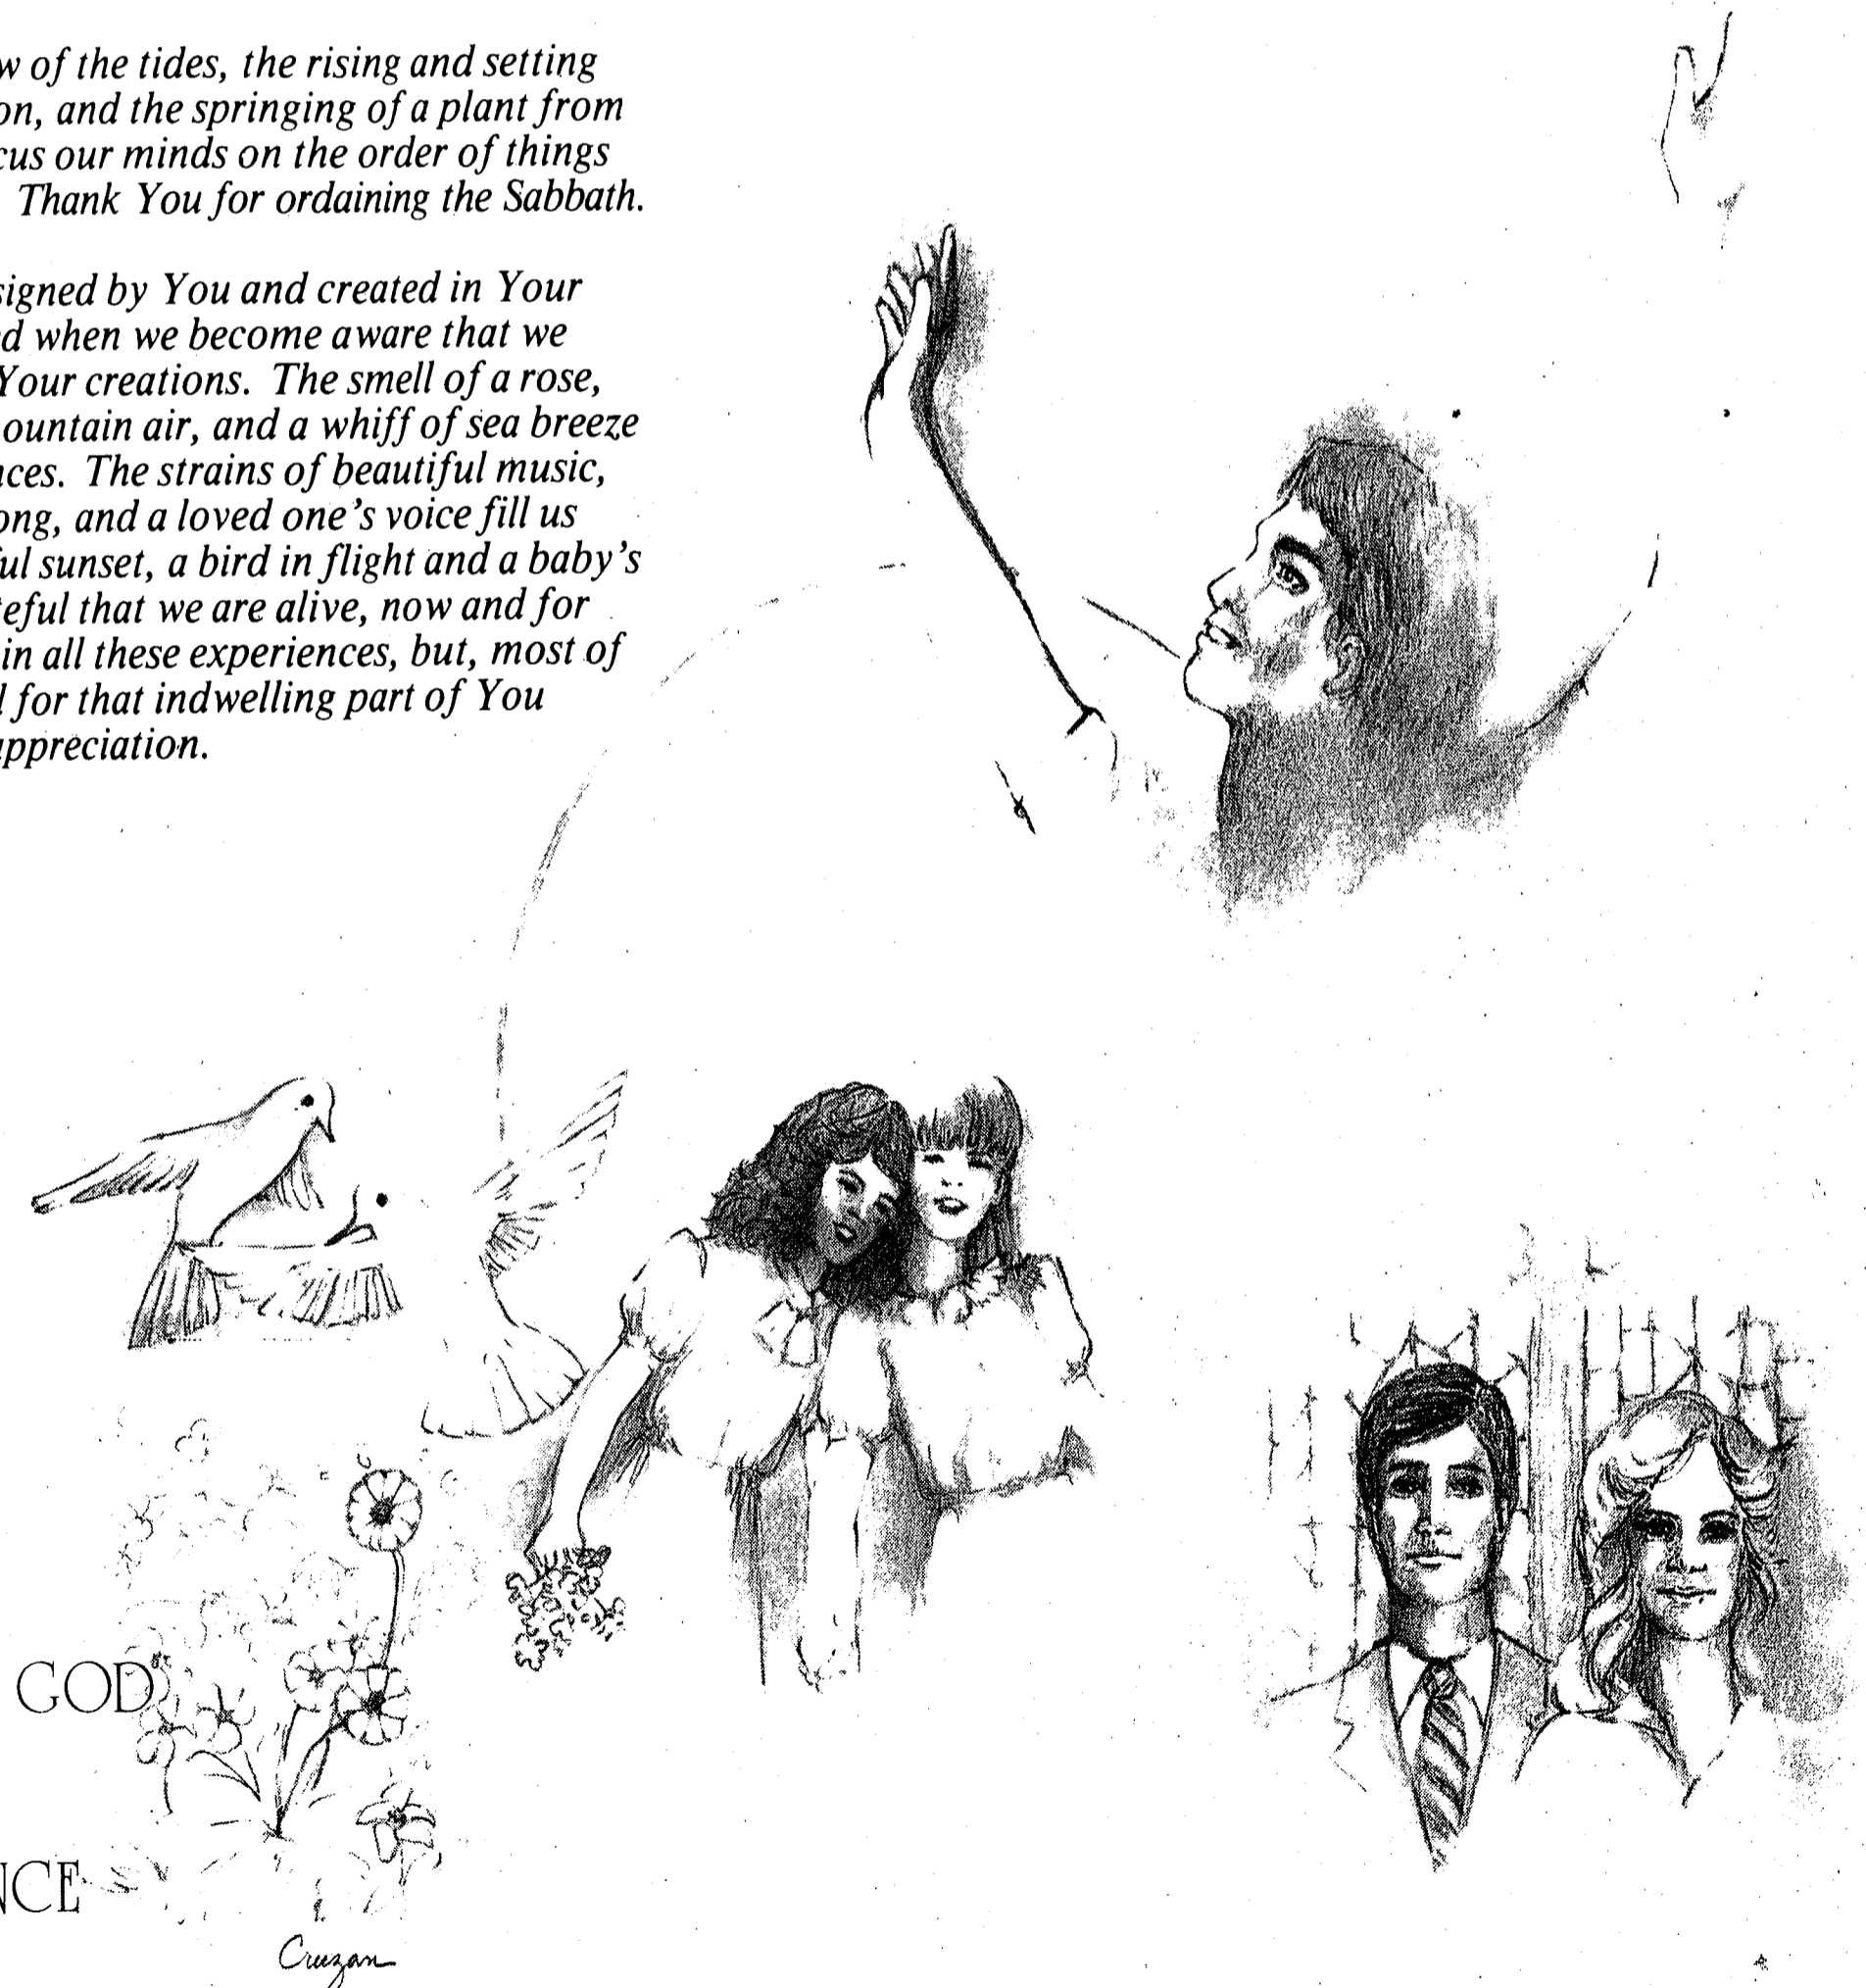 w of the tides, the rising and setting
on, and the springing of a plant from
cus our minds on the order of things
Thank You for ordaining the Sabbath.
signed by You and created in Your
d when we become aware that we
Your creations. The smell of a rose,
ountain air, and a whiff of sea breeze
nces. The strains of beautiful music,
ong, and a loved one's voice fill us
ful sunset, a bird in flight and a baby's
teful that we are alive, now and for
in all these experiences, but, most of
l for that indwelling part of You
appreciation.
GOD
NCE
Cruzan